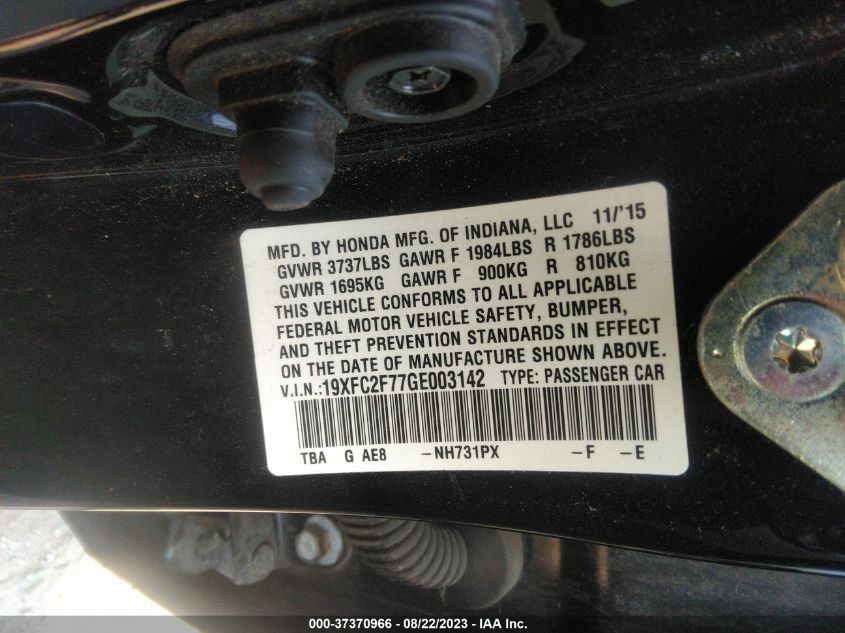 MFD. BY HONDA MFG. OF INDIANA, LLC 11/'15
GVWR 3737LBS GAWR F 1984LBS R 1786LBS
GVWR 1695KG GAWR F 900KG R 810KG
THIS VEHICLE CONFORMS TO ALL APPLICABLE
FEDERAL MOTOR VEHICLE SAFETY, BUMPER,
AND THEFT PREVENTION STANDARDS IN EFFECT
ON THE DATE OF MANUFACTURE SHOWN ABOVE.
V.I.N.:19XFC2F77GE003142 TYPE: PASSENGER CAR
TBA G AE8 -NH731PX -F -E
000-37370966 - 08/22/2023 - IAA Inc.